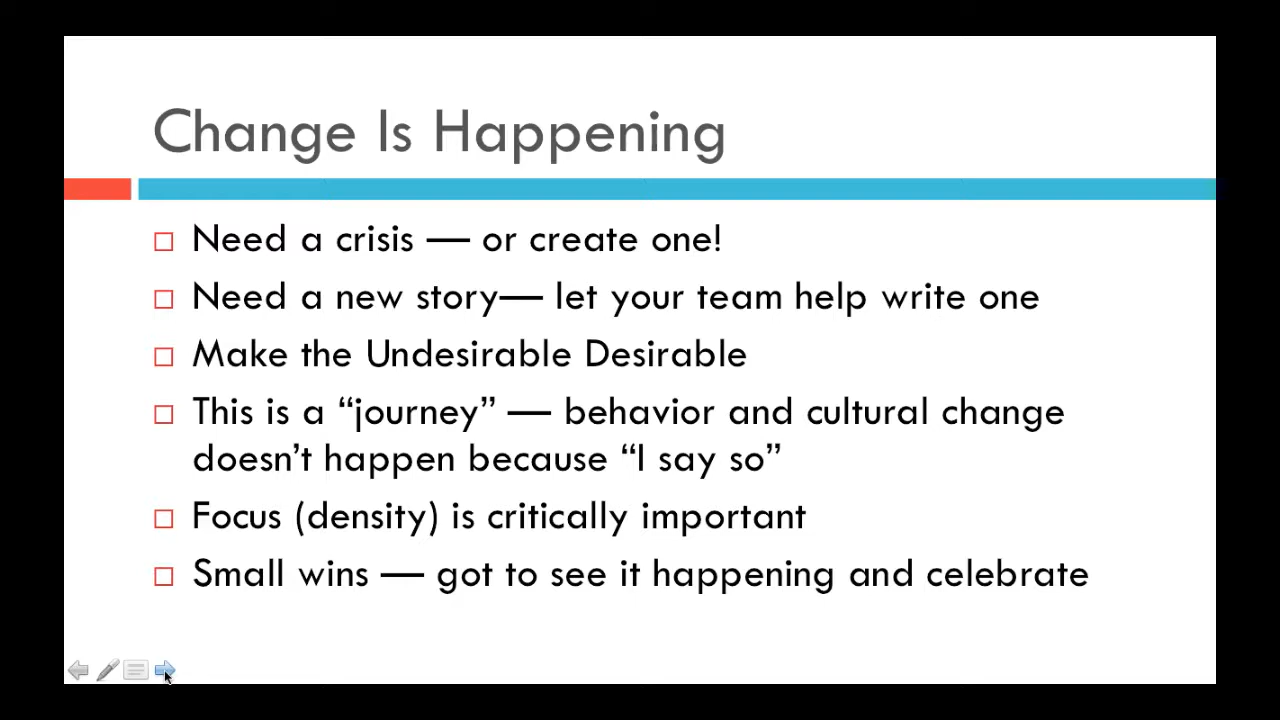 Change Is Happening
Need a crisis — or create one!
Need a new story— let your team help write one
Make the Undesirable Desirable
This is a “journey” — behavior and cultural change
doesn’t happen because “I say so”
Focus (density) is critically important
Small wins — got to see it happening and celebrate